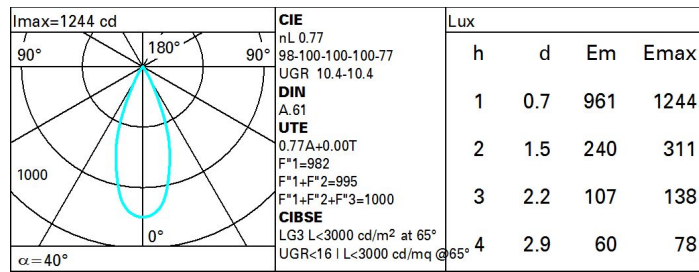 Imax=1244 cd
90° 180° 90°
1000
0°
α=40°
CIE
nL 0.77
98-100-100-100-77
UGR 10.4-10.4
DIN
A.61
UTE
0.77A+0.00T
F"1=982
F"1+F"2=995
F"1+F"2+F"3=1000
CIBSE
LG3 L<3000 cd/m² at 65°
UGR<16 | L<3000 cd/mq @65°
Lux
h d Em Emax
1 0.7 961 1244
2 1.5 240 311
3 2.2 107 138
4 2.9 60 78